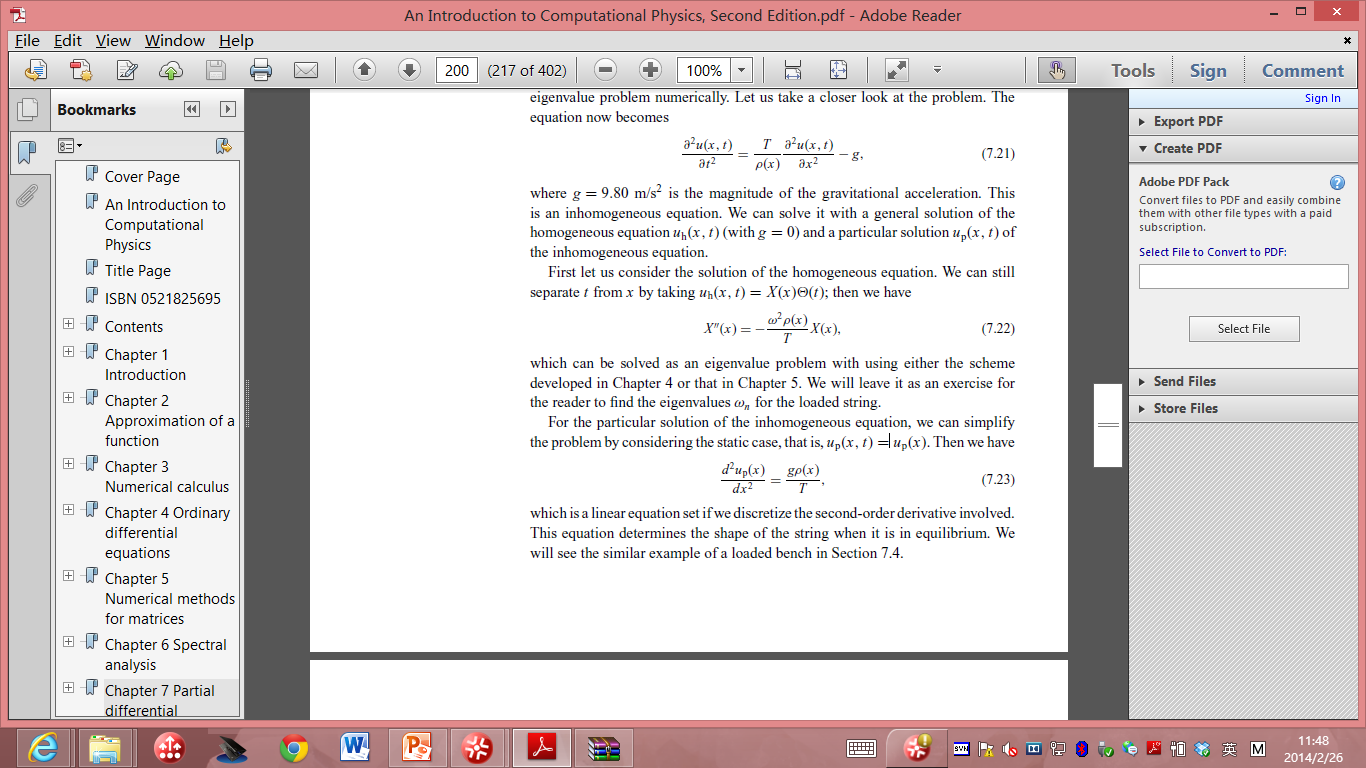 An Introduction to Computational Physics, Second Edition.pdf - Adobe Reader
File Edit View Window Help
200 (217 of 402) 100% Tools Sign Comment
Bookmarks
Cover Page
An Introduction to
Computational
Physics
Title Page
ISBN 0521825695
Contents
Chapter 1
Introduction
Chapter 2
Approximation of a
function
Chapter 3
Numerical calculus
Chapter 4 Ordinary
differential
equations
Chapter 5
Numerical methods
for matrices
Chapter 6 Spectral
analysis
Chapter 7 Partial
differential
eigenvalue problem numerically. Let us take a closer look at the problem. The
equation now becomes
∂²u(x, t)/∂t² = T/ρ(x) ∂²u(x, t)/∂x² − g, (7.21)
where g = 9.80 m/s² is the magnitude of the gravitational acceleration. This
is an inhomogeneous equation. We can solve it with a general solution of the
homogeneous equation uh(x, t) (with g = 0) and a particular solution up(x, t) of
the inhomogeneous equation.
First let us consider the solution of the homogeneous equation. We can still
separate t from x by taking uh(x, t) = X(x)Θ(t); then we have
X″(x) = −ω²ρ(x)/T X(x), (7.22)
which can be solved as an eigenvalue problem with using either the scheme
developed in Chapter 4 or that in Chapter 5. We will leave it as an exercise for
the reader to find the eigenvalues ωn for the loaded string.
For the particular solution of the inhomogeneous equation, we can simplify
the problem by considering the static case, that is, up(x, t) = up(x). Then we have
d²up(x)/dx² = gρ(x)/T, (7.23)
which is a linear equation set if we discretize the second-order derivative involved.
This equation determines the shape of the string when it is in equilibrium. We
will see the similar example of a loaded bench in Section 7.4.
Sign In
Export PDF
Create PDF
Adobe PDF Pack
Convert files to PDF and easily combine
them with other file types with a paid
subscription.
Select File to Convert to PDF:
Select File
Send Files
Store Files
SVN
英
M
11:48
2014/2/26